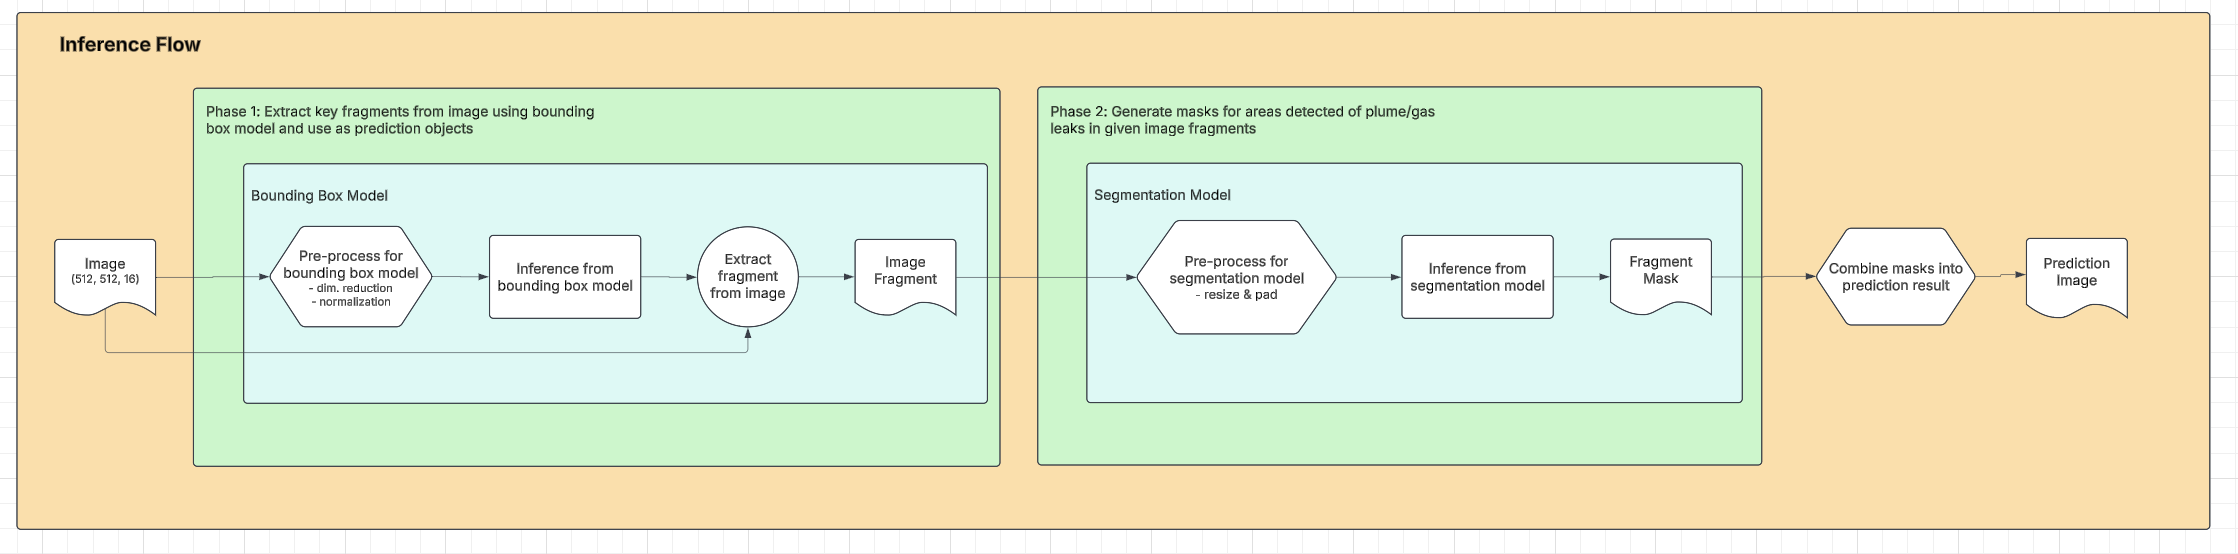 Inference Flow
Phase 1: Extract key fragments from image using bounding
box model and use as prediction objects
Bounding Box Model
Image
(512, 512, 16)
Pre-process for
bounding box model
- dim. reduction
- normalization
Inference from
bounding box model
Extract
fragment
from image
Image
Fragment
Phase 2: Generate masks for areas detected of plume/gas
leaks in given image fragments
Segmentation Model
Pre-process for
segmentation model
- resize & pad
Inference from
segmentation model
Fragment
Mask
Combine masks into
prediction result
Prediction
Image